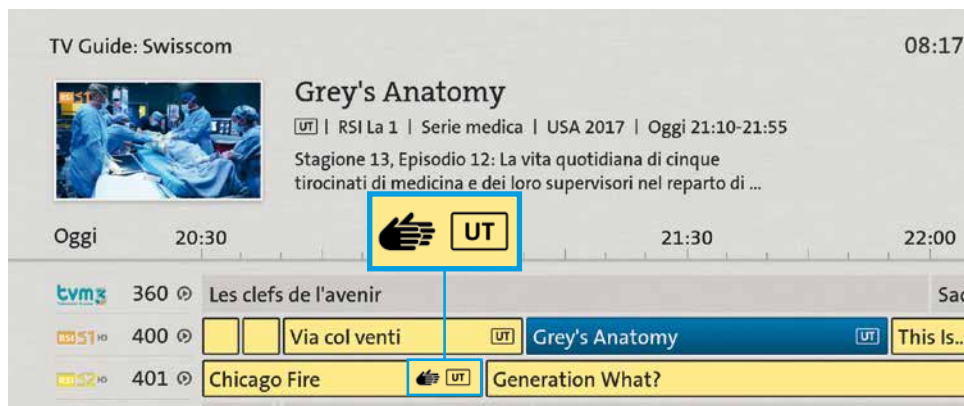 TV Guide: Swisscom 08:17
RSI S1
Grey's Anatomy
UT | RSI La 1 | Serie medica | USA 2017 | Oggi 21:10-21:55
Stagione 13, Episodio 12: La vita quotidiana di cinque
tirocinati di medicina e dei loro supervisori nel reparto di ...
UT
Oggi 20:30 21:30 22:00
tvm3 360 Les clefs de l'avenir Sac
RSI S1 HD 400 Via col venti UT Grey's Anatomy UT This Is..
RSI S2 HD 401 Chicago Fire UT Generation What?